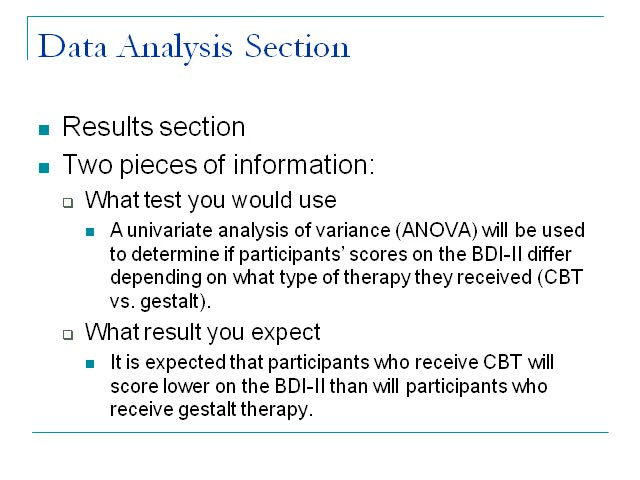 Data Analysis Section
Results section
Two pieces of information:
What test you would use
A univariate analysis of variance (ANOVA) will be used
to determine if participants' scores on the BDI-II differ
depending on what type of therapy they received (CBT
vs. gestalt).
What result you expect
It is expected that participants who receive CBT will
score lower on the BDI-II than will participants who
receive gestalt therapy.